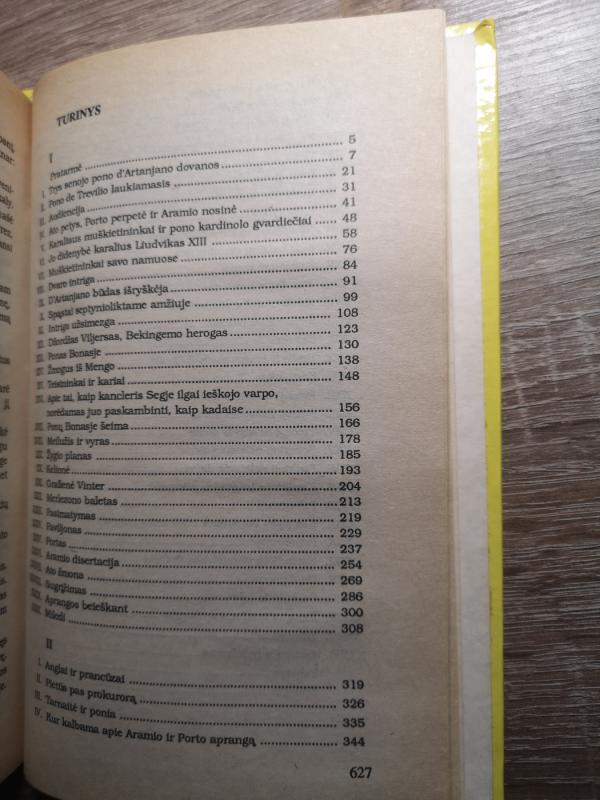 TURINYS
I
Pratarmė 5
I. Trys senojo pono d'Artanjano dovanos 7
II. Pono de Trevilio laukiamasis 21
III. Audiencija 31
IV. Ato petys, Porto perpetė ir Aramio nosinė 41
V. Karaliaus muškietininkai ir pono kardinolo gvardiečiai 48
VI. Jo didenybė karalius Liudvikas XIII 58
VII. Muškietininkai savo namuose 76
VIII. Dvaro intriga 84
IX. D'Artanjano būdas išryškėja 91
X. Spąstai septynioliktame amžiuje 99
XI. Intriga užsimezga 108
XII. Džordžas Viljersas, Bekingemo hercogas 123
XIII. Ponas Bonasje 130
XIV. Žmogus iš Mengo 138
XV. Teisininkai ir kariai 148
XVI. Apie tai, kaip kancleris Segje ilgai ieškojo varpo,
norėdamas juo paskambinti, kaip kadaise 156
XVII. Ponų Bonasje šeima 166
XVIII. Meilužis ir vyras 178
XIX. Žygio planas 185
XX. Kelionė 193
XXI. Grafienė Vinter 204
XXII. Merlezono baletas 213
XXIII. Pasimatymas 219
XXIV. Paviljonas 229
XXV. Portas 237
XXVI. Aramio disertacija 254
XXVII. Ato žmona 269
XXVIII. Sugrįžimas 286
XXIX. Aprangos beieškant 300
XXX. Miledi 308
II
I. Anglai ir prancūzai 319
II. Pietūs pas prokurorą 326
III. Tarnaitė ir ponia 335
IV. Kur kalbama apie Aramio ir Porto aprangą 344
627